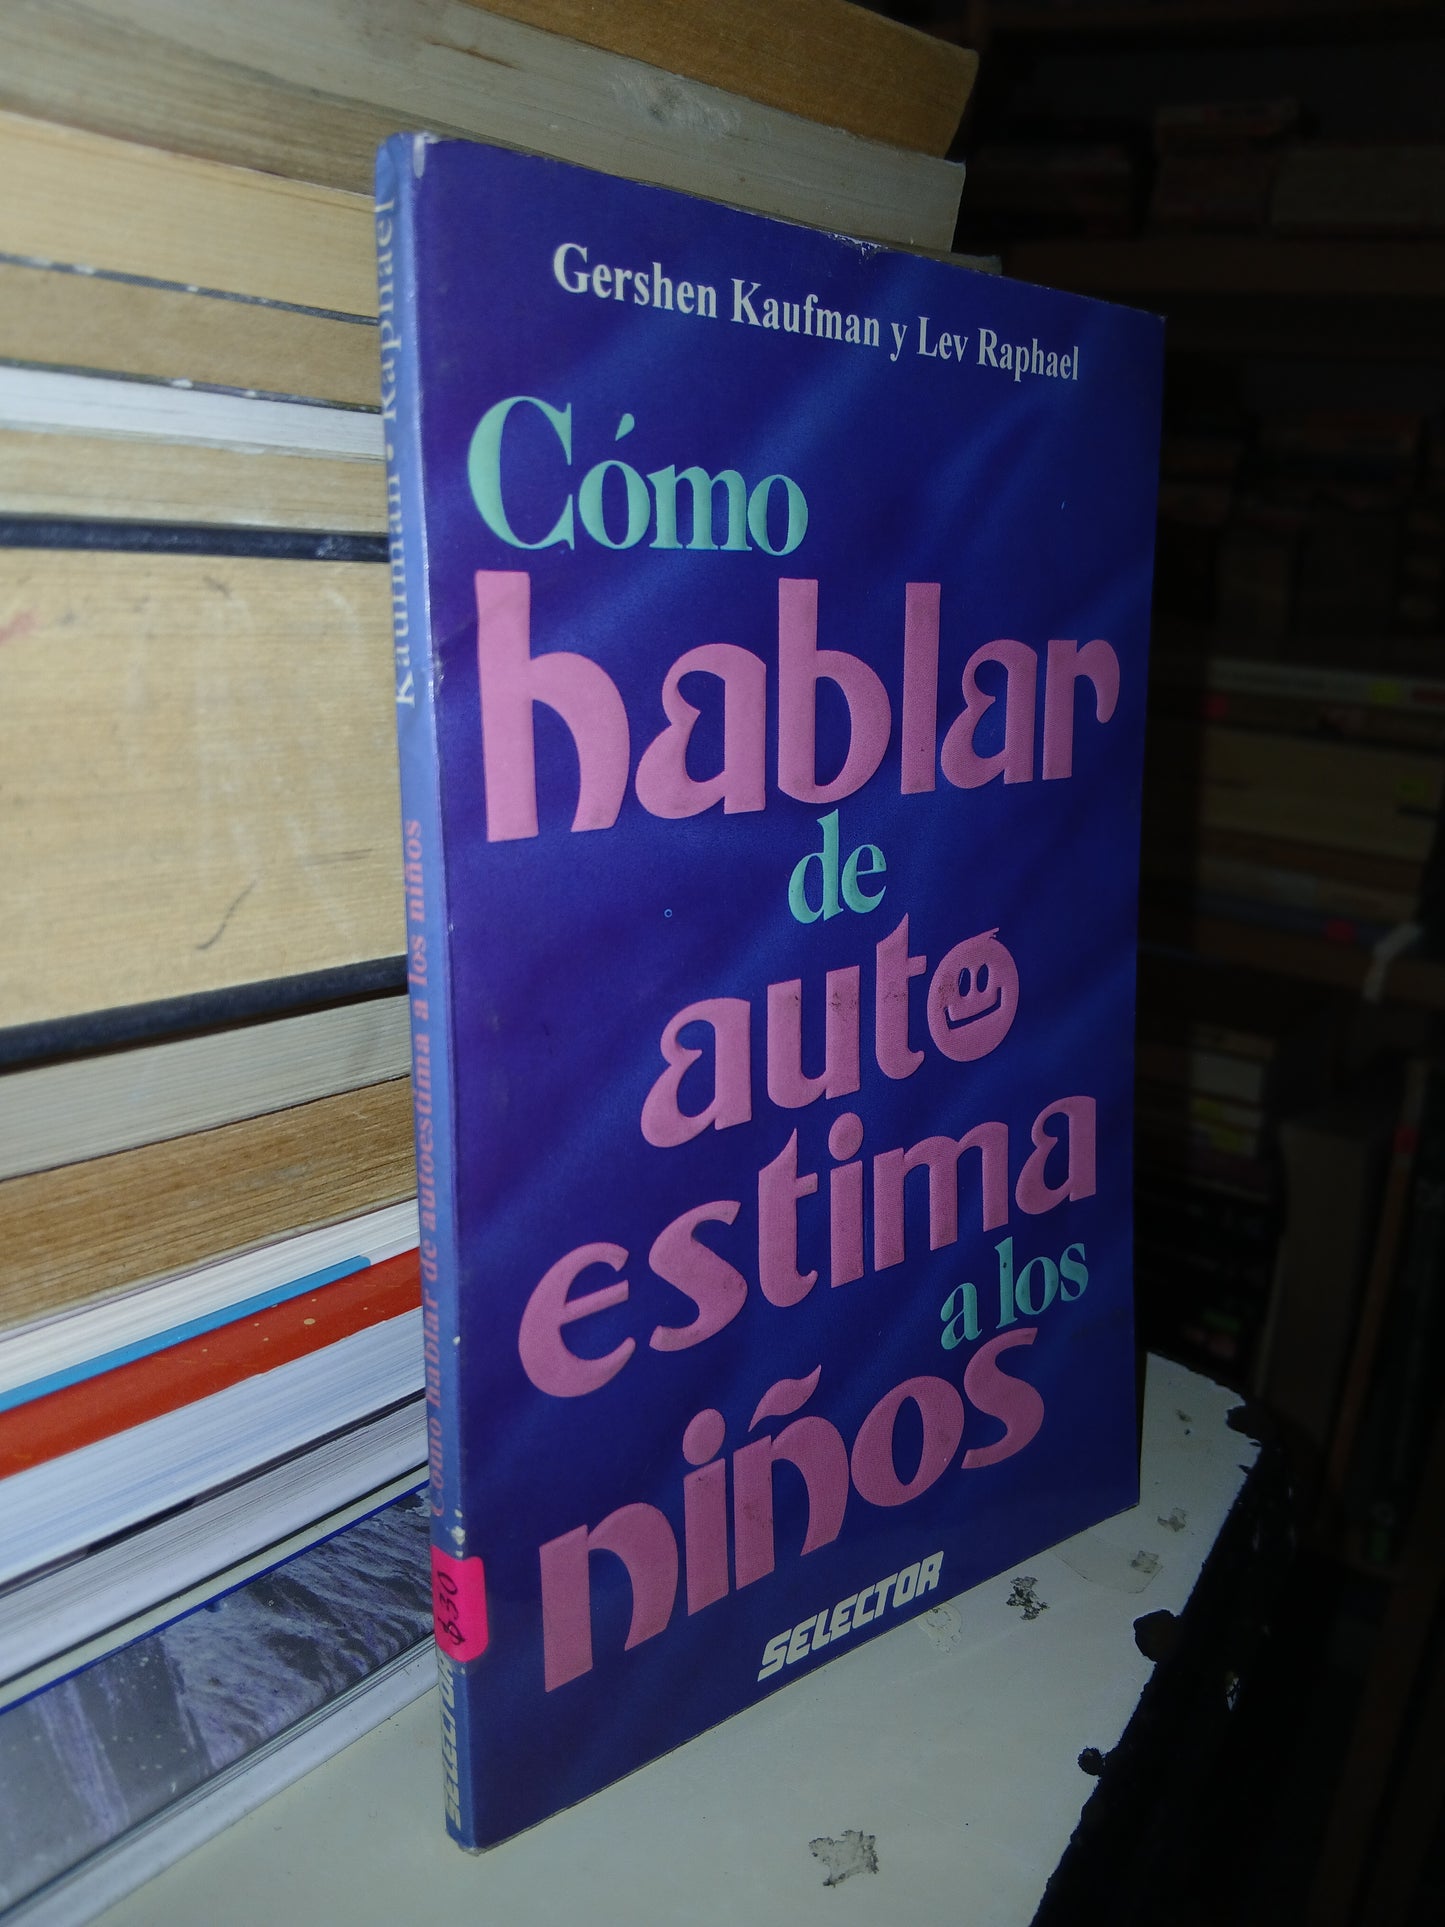 Gershen Kaufman y Lev Raphael
Cómo
hablar
de
auto
estima
a los
niños
SELECTOR
Kaufman • Raphael
Cómo hablar de autoestima a los niños
$30
SELECTOR